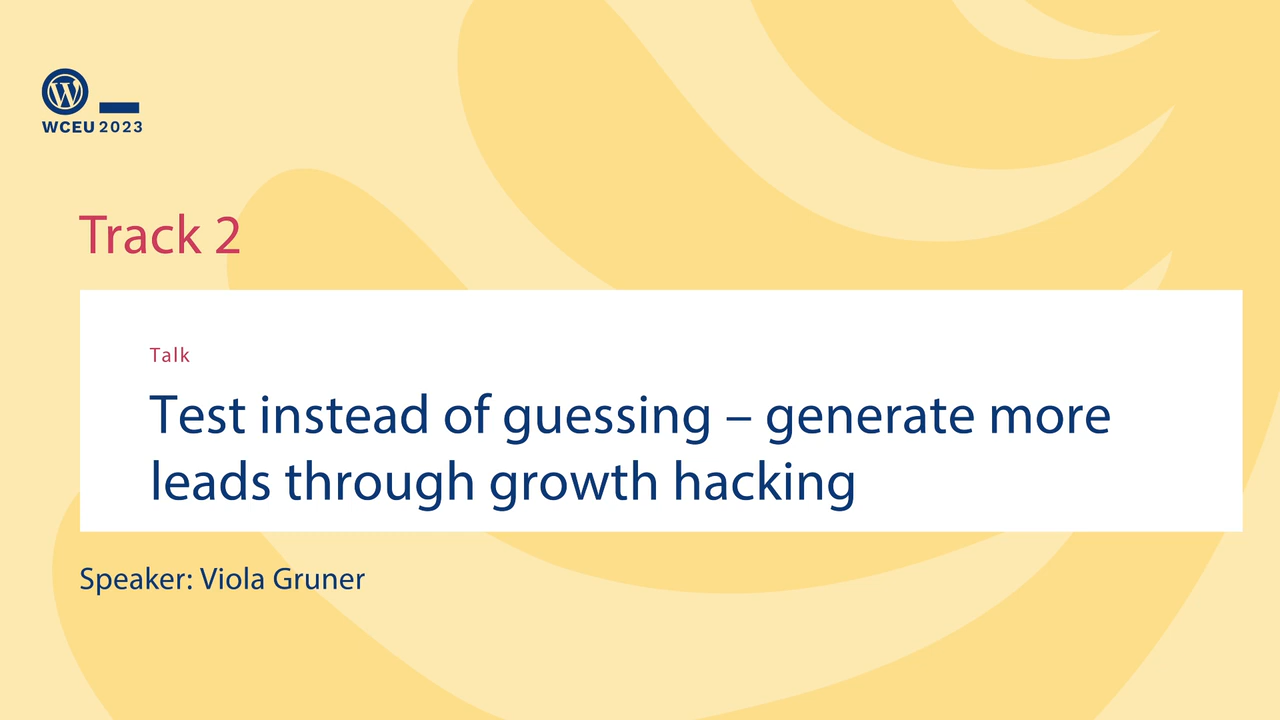 WCEU 2023
Track 2
Talk
Test instead of guessing – generate more
leads through growth hacking
Speaker: Viola Gruner